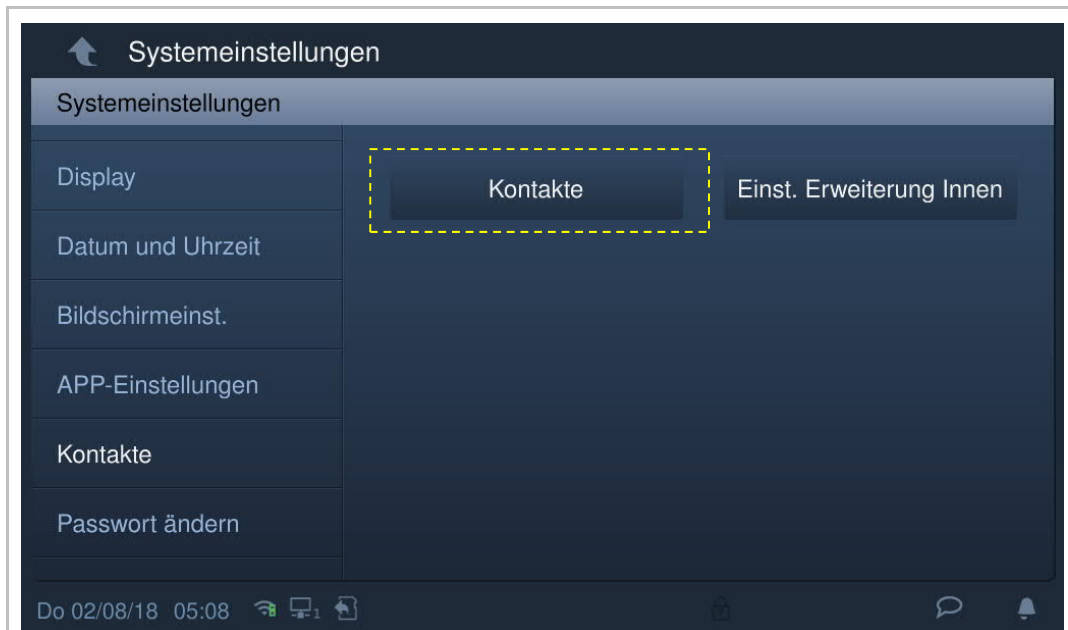 Systemeinstellungen
Systemeinstellungen
Display
Datum und Uhrzeit
Bildschirmeinst.
APP-Einstellungen
Kontakte
Passwort ändern
Kontakte
Einst. Erweiterung Innen
Do 02/08/18 05:08 1